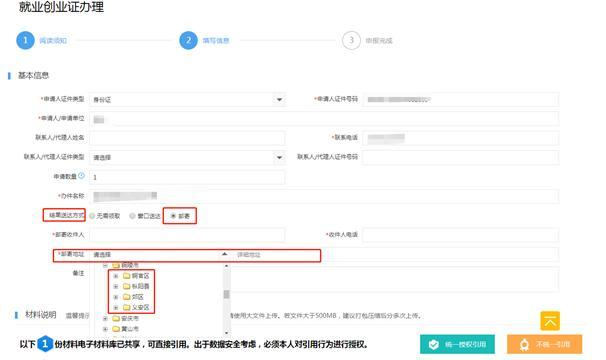 就业创业证办理
1 阅读须知 2 填写信息 3 申报完成
基本信息
*申请人证件类型 身份证 *申请人证件号码
*申请人/申请单位
联系人/代理人姓名 *联系电话
联系人/代理人证件类型 请选择 联系人/代理人证件号码
申请数量 1
*办件名称
结果送达方式 无需领取 窗口送达 邮寄
*邮寄收件人 *收件人电话
*邮寄地址 请选择 详细地址
铜陵市
备注 铜官区
枞阳县
郊区
义安区
安庆市
黄山市
材料说明 温馨提示 使用大文件上传。若文件大于500MB，建议打包压缩后分多次上传。
以下 1 份材料电子材料库已共享，可直接引用。出于数据安全考虑，必须本人对引用行为进行授权。 统一授权引用 不统一引用